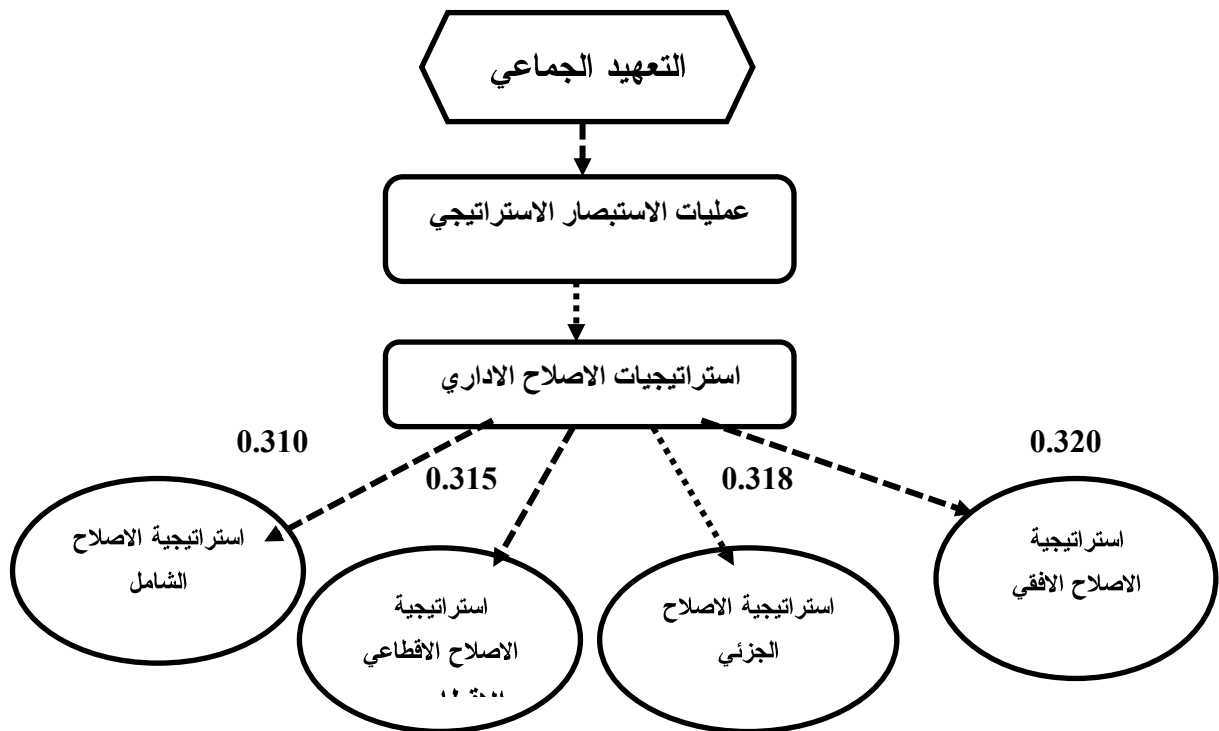 التعهيد الجماعي
عمليات الاستبصار الاستراتيجي
استراتيجيات الاصلاح الاداري
0.320
0.318
0.315
0.310
استراتيجية
الاصلاح الافقي
استراتيجية الاصلاح
الجزئي
استراتيجية
الاصلاح الاقطاعي
استراتيجية الاصلاح
الشامل